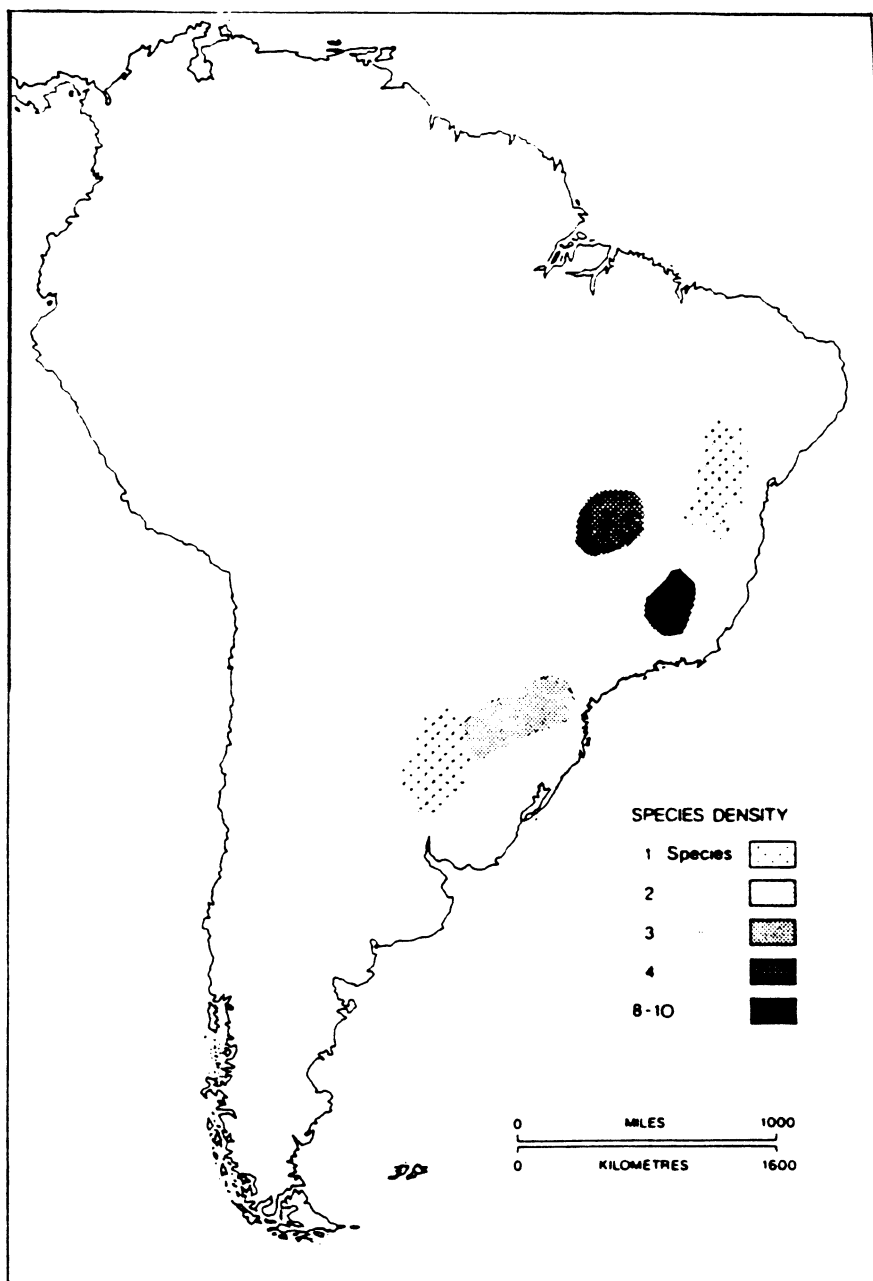 SPECIES DENSITY
1 Species
2
3
4
8-10
0 MILES 1000
0 KILOMETRES 1600